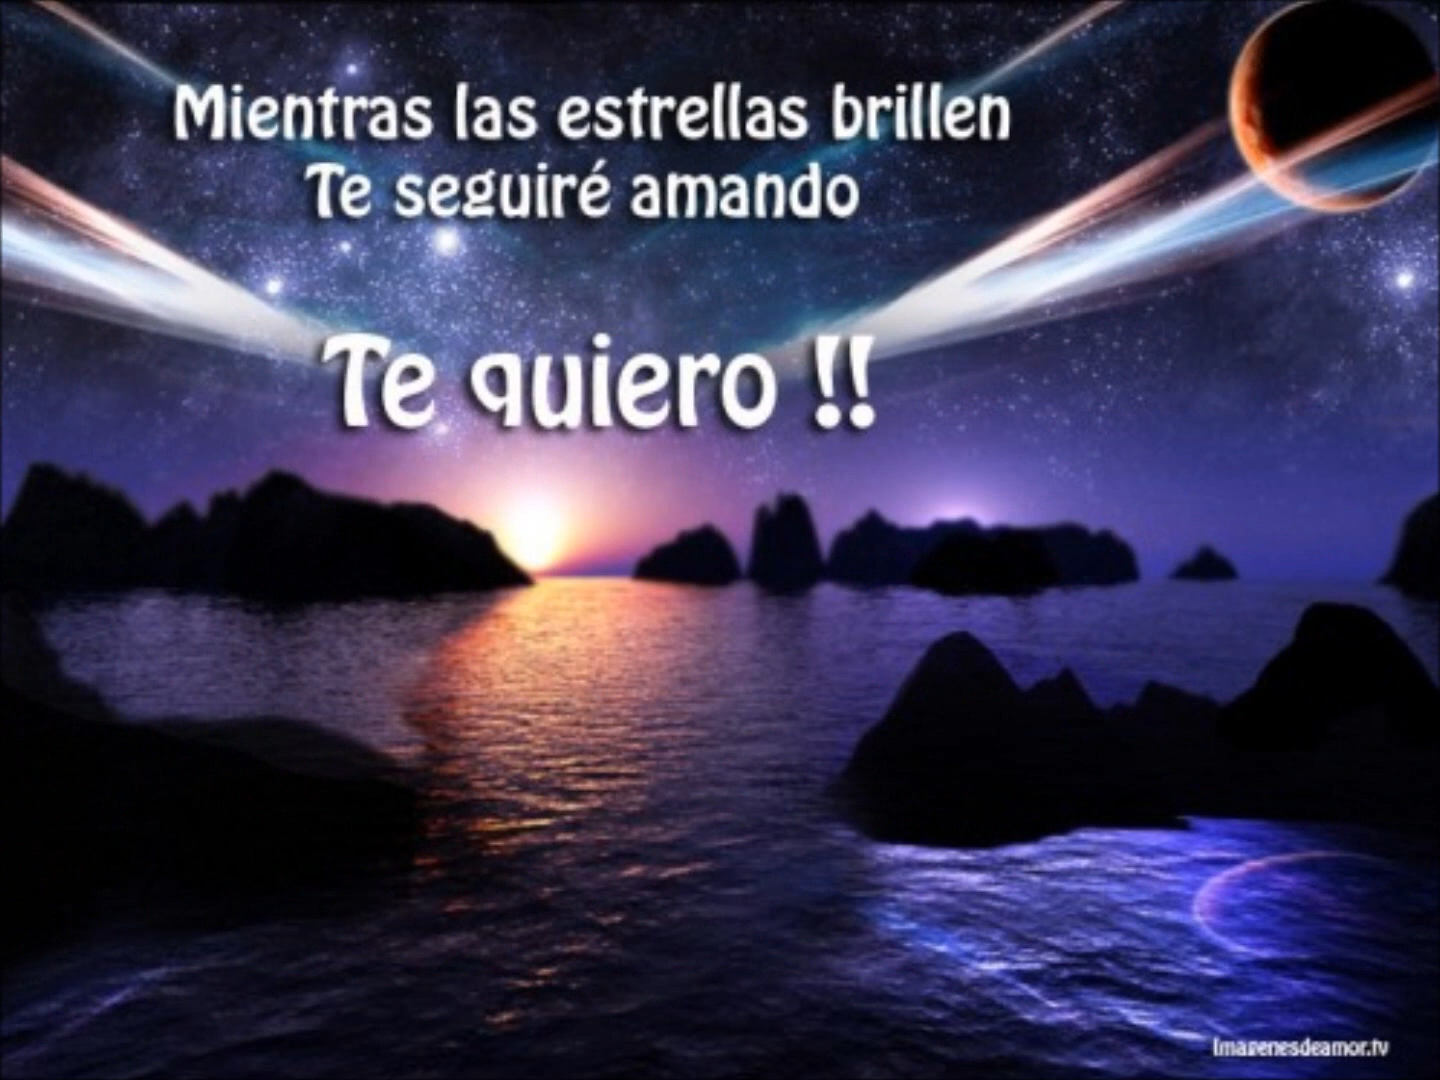 Mientras las estrellas brillen
Te seguiré amando
Te quiero !!
Imagenesdeamor.tv